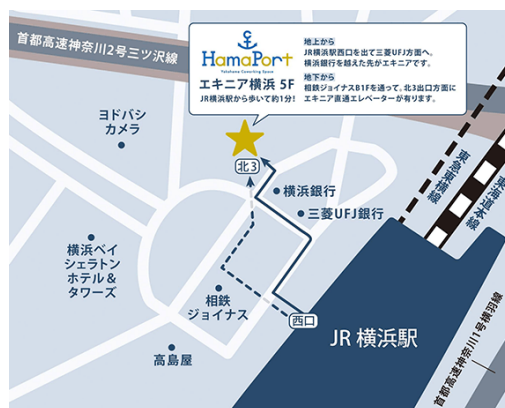 首都高速神奈川2号三ツ沢線
HamaPort
Yokohama Connecting Space
エキニア横浜 5F
JR横浜駅から歩いて約1分!
地上から
JR横浜駅西口を出て三菱UFJ方面へ。
横浜銀行を越えた先がエキニアです。
地下から
相鉄ジョイナスB1Fを通って、北3出口方面に
エキニア直通エレベーターが有ります。
ヨドバシ
カメラ
北3
横浜銀行
三菱UFJ銀行
東急東横線
東海道本線
横浜ベイ
シェラトン
ホテル&
タワーズ
相鉄
ジョイナス
西口
高島屋
JR 横浜駅
首都高速神奈川1号横羽線